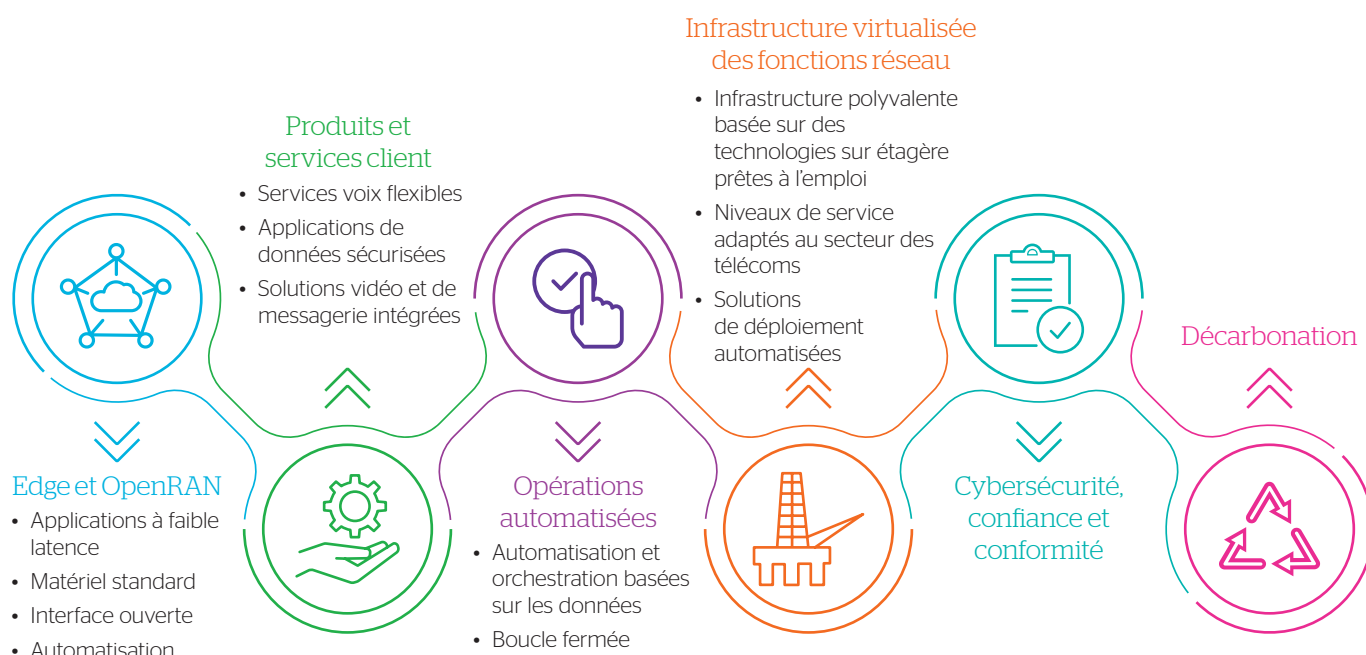 Edge et OpenRAN
• Applications à faible
latence
• Matériel standard
• Interface ouverte
• Automatisation
Produits et
services client
• Services voix flexibles
• Applications de
données sécurisées
• Solutions vidéo et de
messagerie intégrées
Opérations
automatisées
• Automatisation et
orchestration basées
sur les données
• Boucle fermée
Infrastructure virtualisée
des fonctions réseau
• Infrastructure polyvalente
basée sur des
technologies sur étagère
prêtes à l’emploi
• Niveaux de service
adaptés au secteur des
télécoms
• Solutions
de déploiement
automatisées
Cybersécurité,
confiance et
conformité
Décarbonation